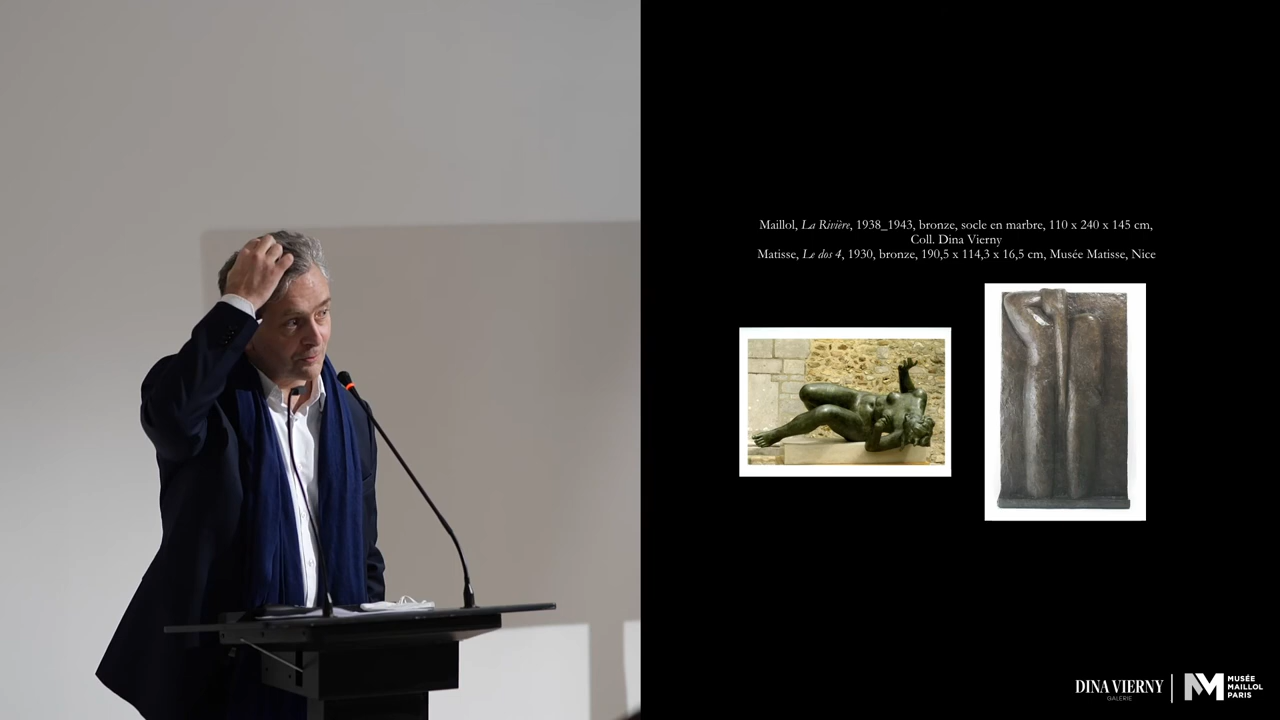 Maillol, La Rivière, 1938_1943, bronze, socle en marbre, 110 x 240 x 145 cm,
Coll. Dina Vierny
Matisse, Le dos 4, 1930, bronze, 190,5 x 114,3 x 16,5 cm, Musée Matisse, Nice
DINA VIERNY
GALERIE
MUSÉE
MAILLOL
PARIS